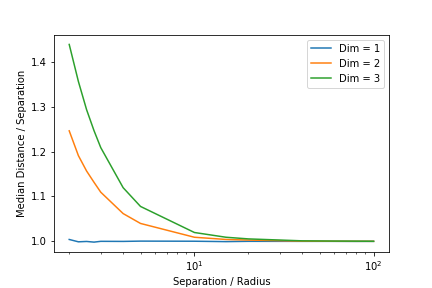 Dim = 1
Dim = 2
Dim = 3
1.4
1.3
1.2
1.1
1.0
Median Distance / Separation
10¹
10²
Separation / Radius